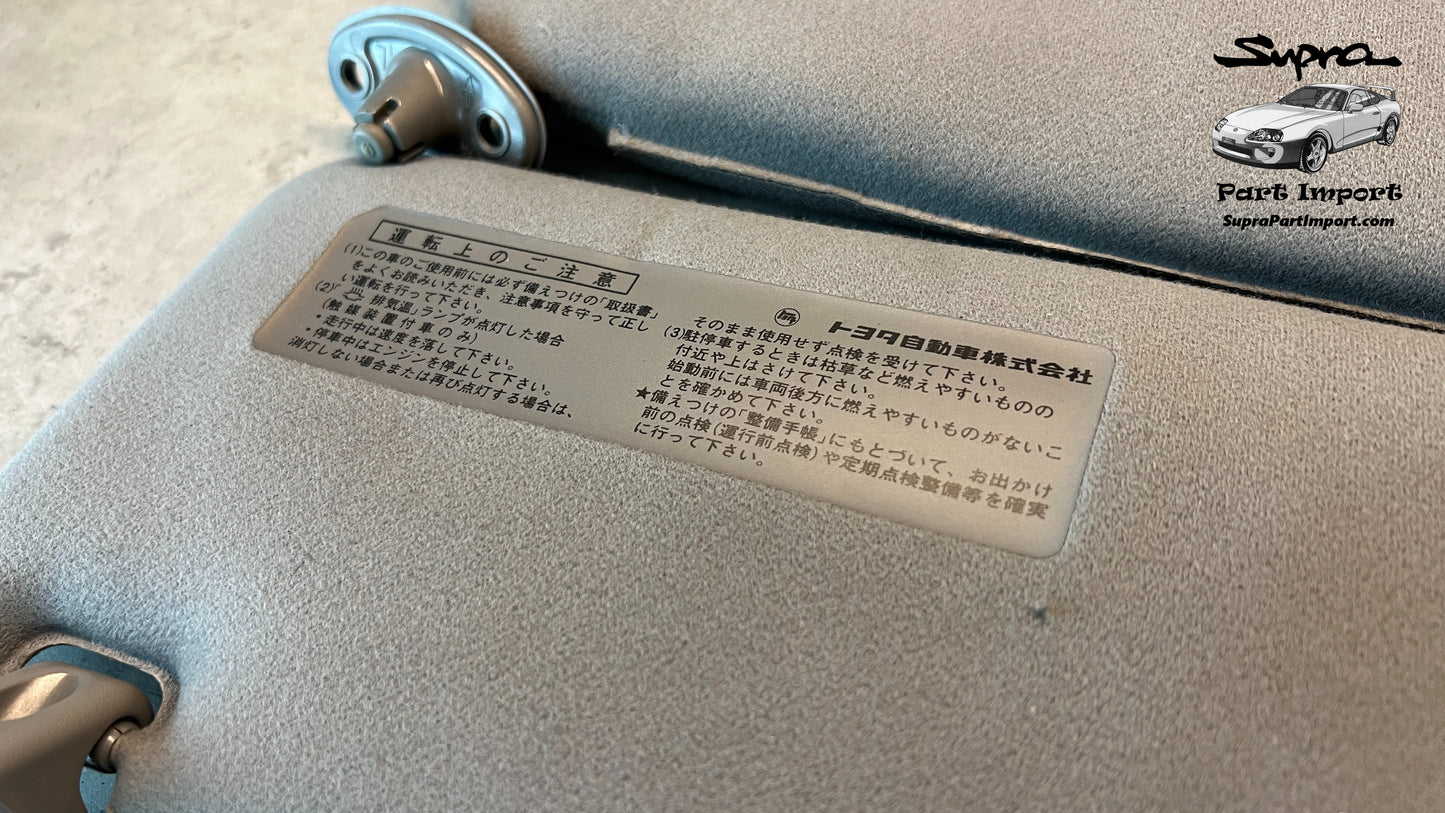 運転上のご注意
(1)この車のご使用前には必ず備えつけの「取扱書」
をよくお読みいただき、注意事項を守って正し
い運転を行って下さい。
(2)「 排気温」ランプが点灯した場合
(触媒装置付車のみ)
・走行中は速度を落して下さい。
・停車中はエンジンを停止して下さい。
消灯しない場合または再び点灯する場合は、
トヨタ自動車株式会社
そのまま使用せず点検を受けて下さい。
(3)駐停車するときは枯草など燃えやすいものの
付近や上はさけて下さい。
始動前には車両後方に燃えやすいものがないこ
とを確かめて下さい。
★備えつけの「整備手帳」にもとづいて、お出かけ
前の点検(運行前点検)や定期点検整備等を確実
に行って下さい。
Supra
Part Import
SupraPartImport.com